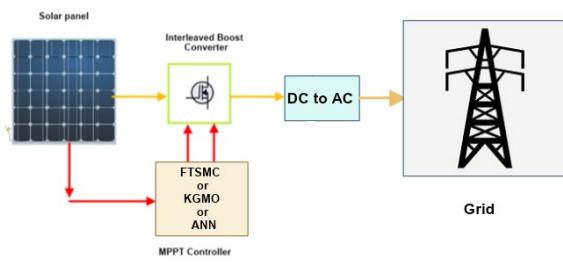 Solar panel
Interleaved Boost
Converter
DC to AC
FTSMC
or
KGMO
or
ANN
MPPT Controller
Grid